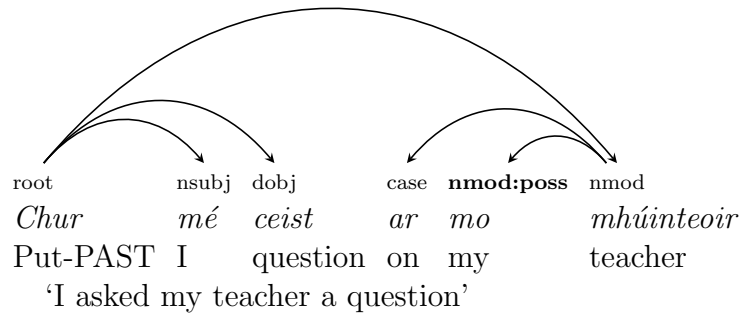 root nsubj dobj case nmod:poss nmod
Chur mé ceist ar mo mhúinteoir
Put-PAST I question on my teacher
‘I asked my teacher a question’